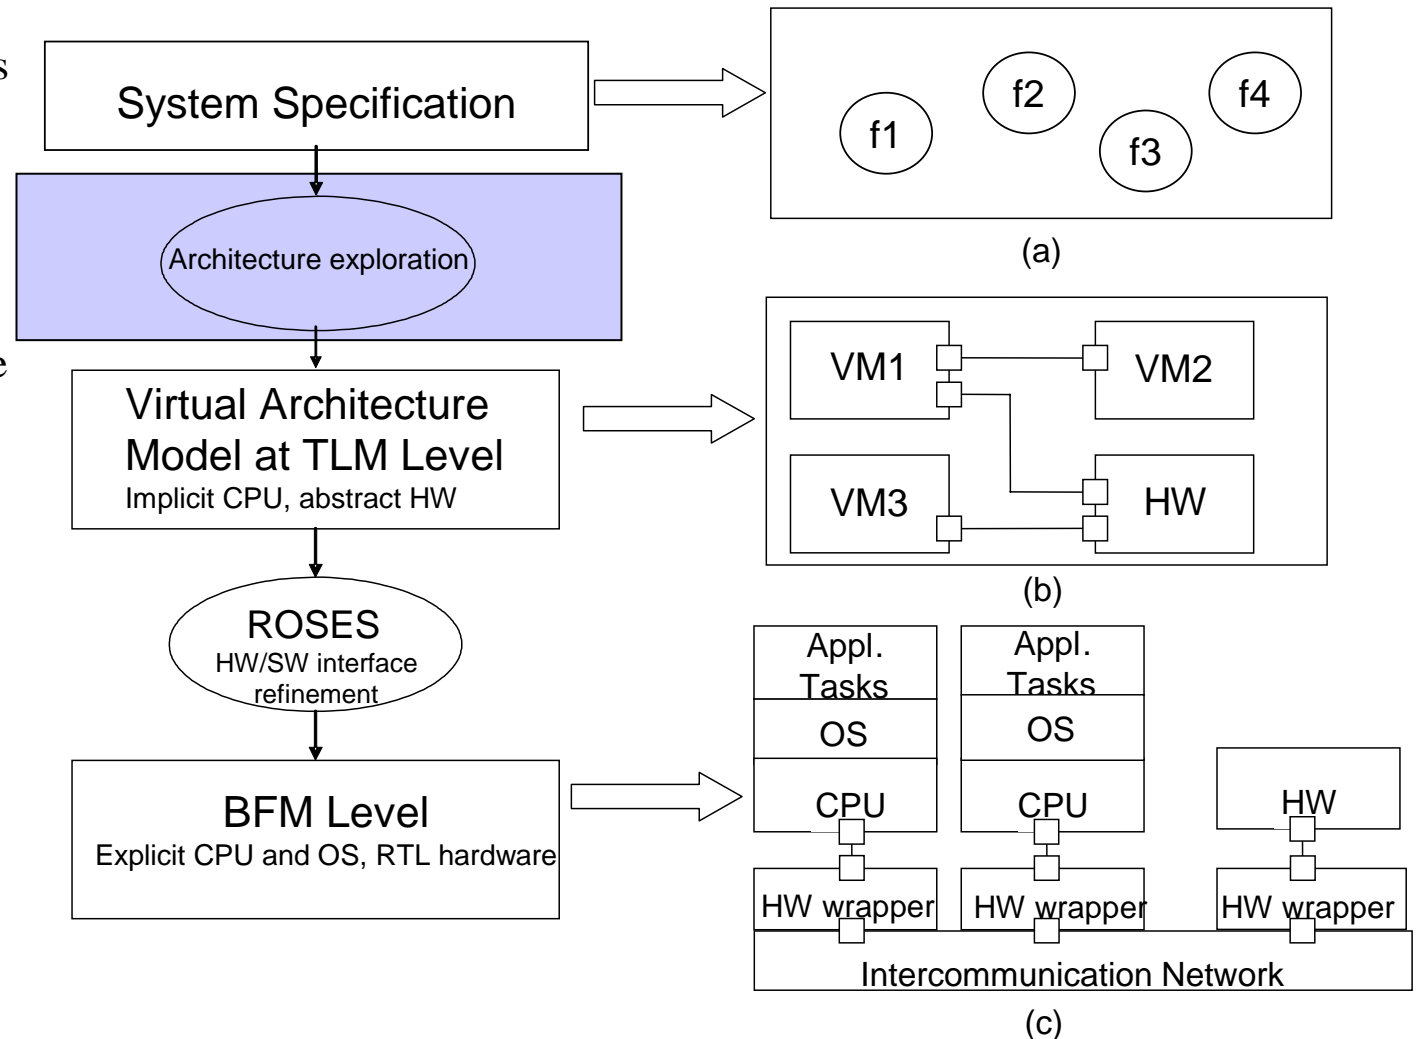 s
System Specification
f1
f2
f3
f4
(a)
Architecture exploration
e
Virtual Architecture
Model at TLM Level
Implicit CPU, abstract HW
VM1
VM2
VM3
HW
(b)
ROSES
HW/SW interface
refinement
BFM Level
Explicit CPU and OS, RTL hardware
Appl.
Tasks
OS
CPU
HW wrapper
Appl.
Tasks
OS
CPU
HW wrapper
HW
HW wrapper
Intercommunication Network
(c)